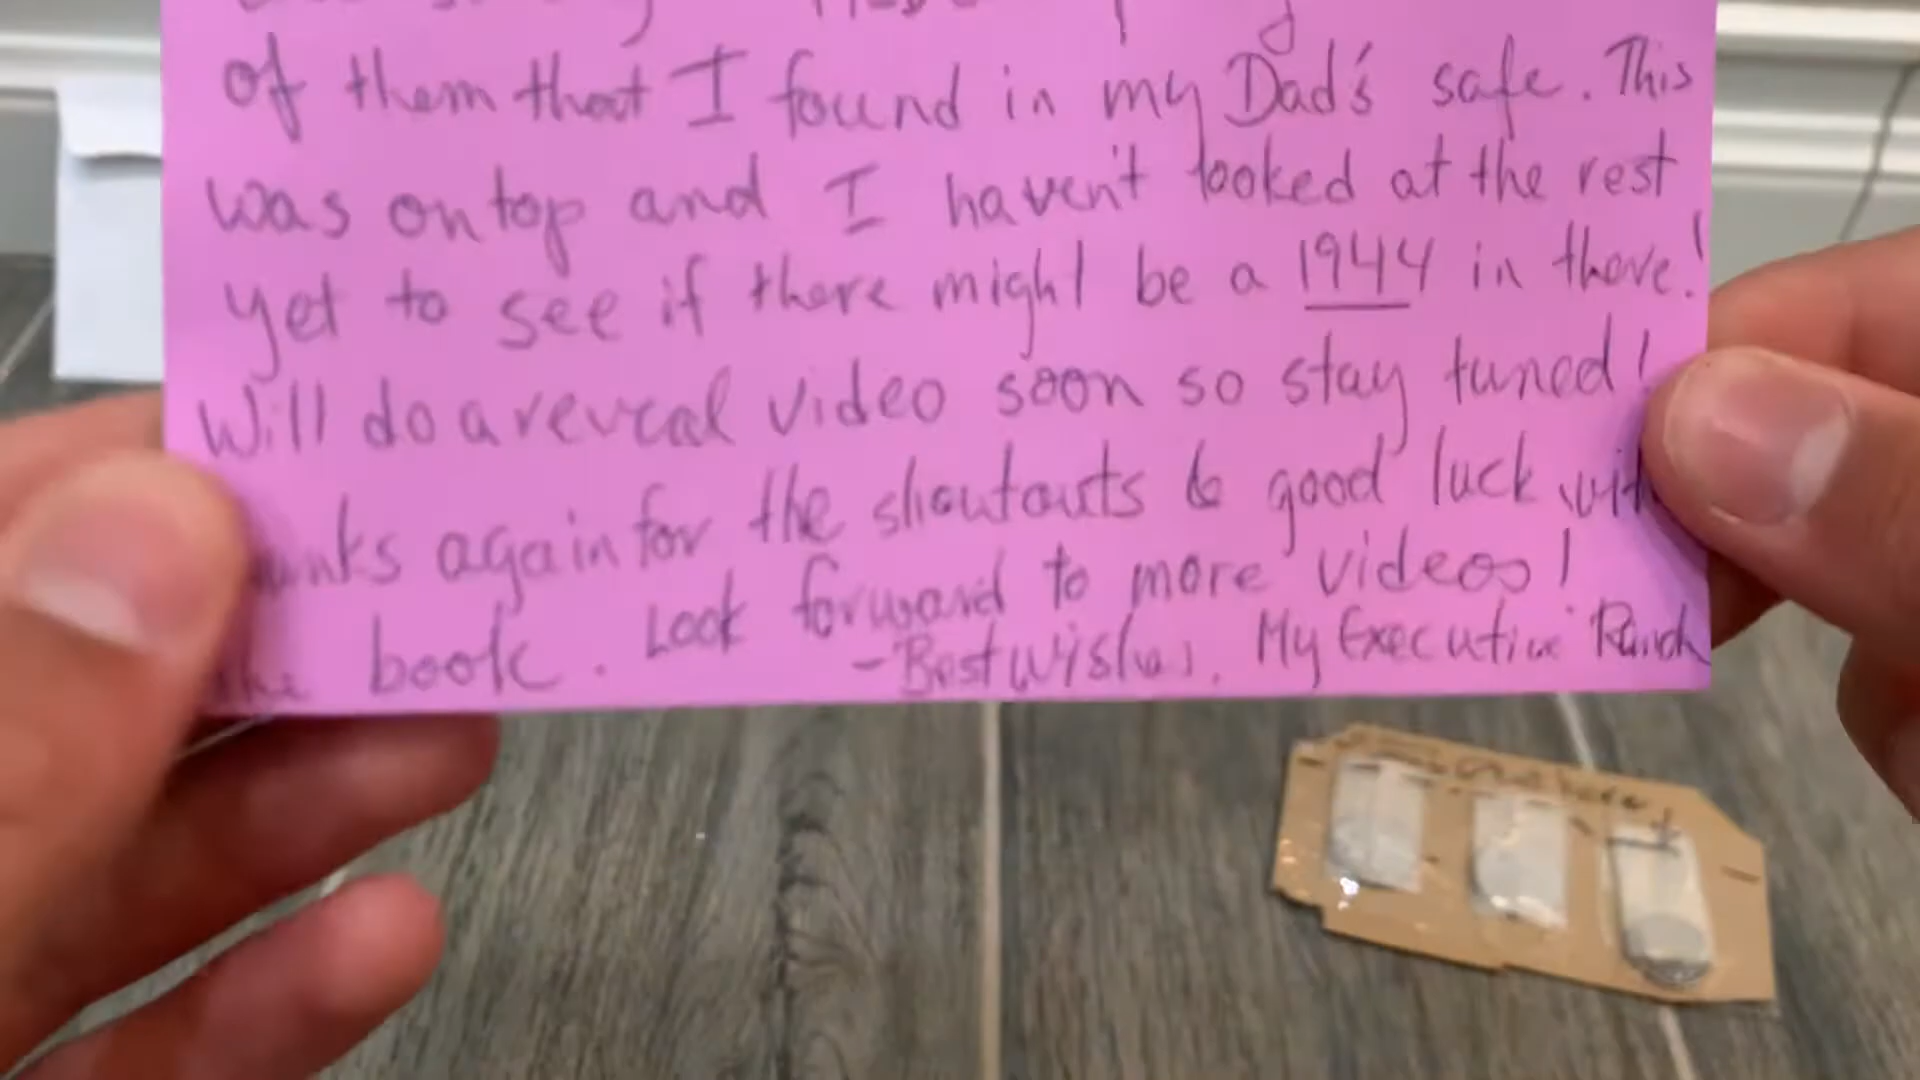 of them that I found in my Dad's safe. This
was on top and I haven't looked at the rest
yet to see if there might be a 1944 in there!
Will do a reveal video soon so stay tuned!
again for the shoutouts & good luck
book. Look forward to more videos!
-Best Wishes, My Executive Ranch